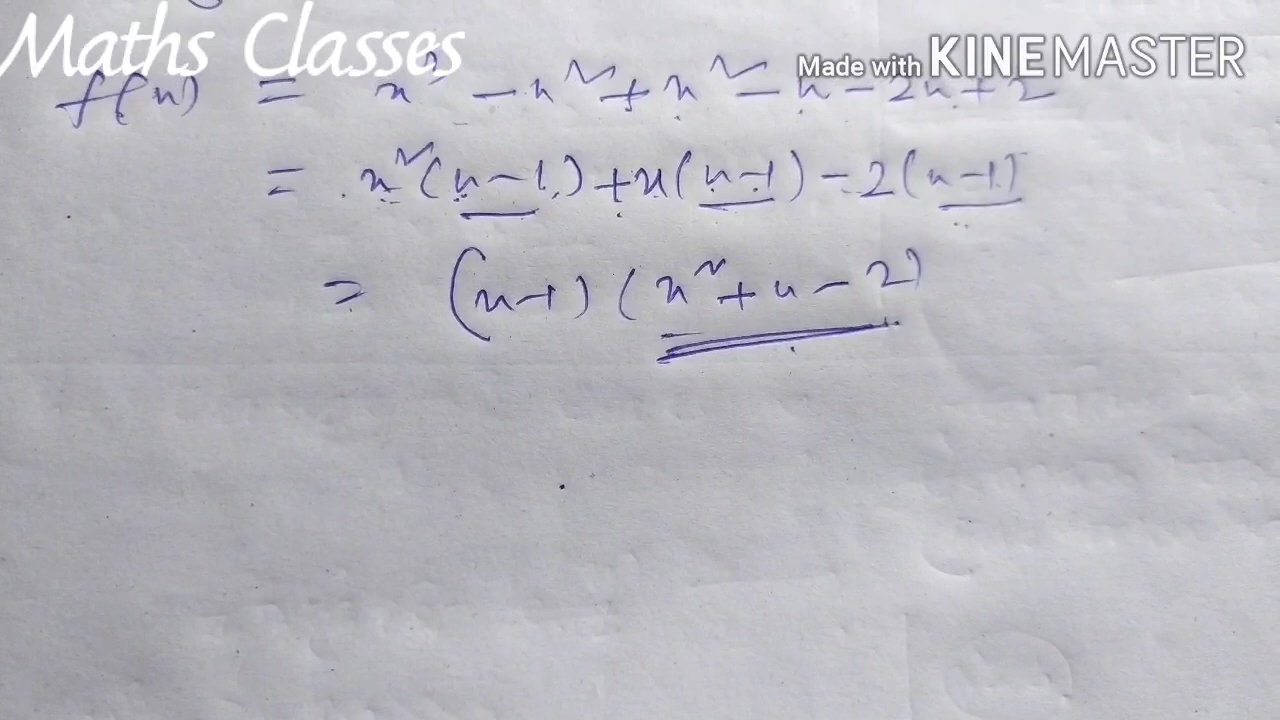 Maths Classes
Made with KINEMASTER
f(x) = x³ - x² + x² - x - 2x + 2
= x²(x-1) + x(x-1) - 2(x-1)
= (x-1)(x²+x-2)